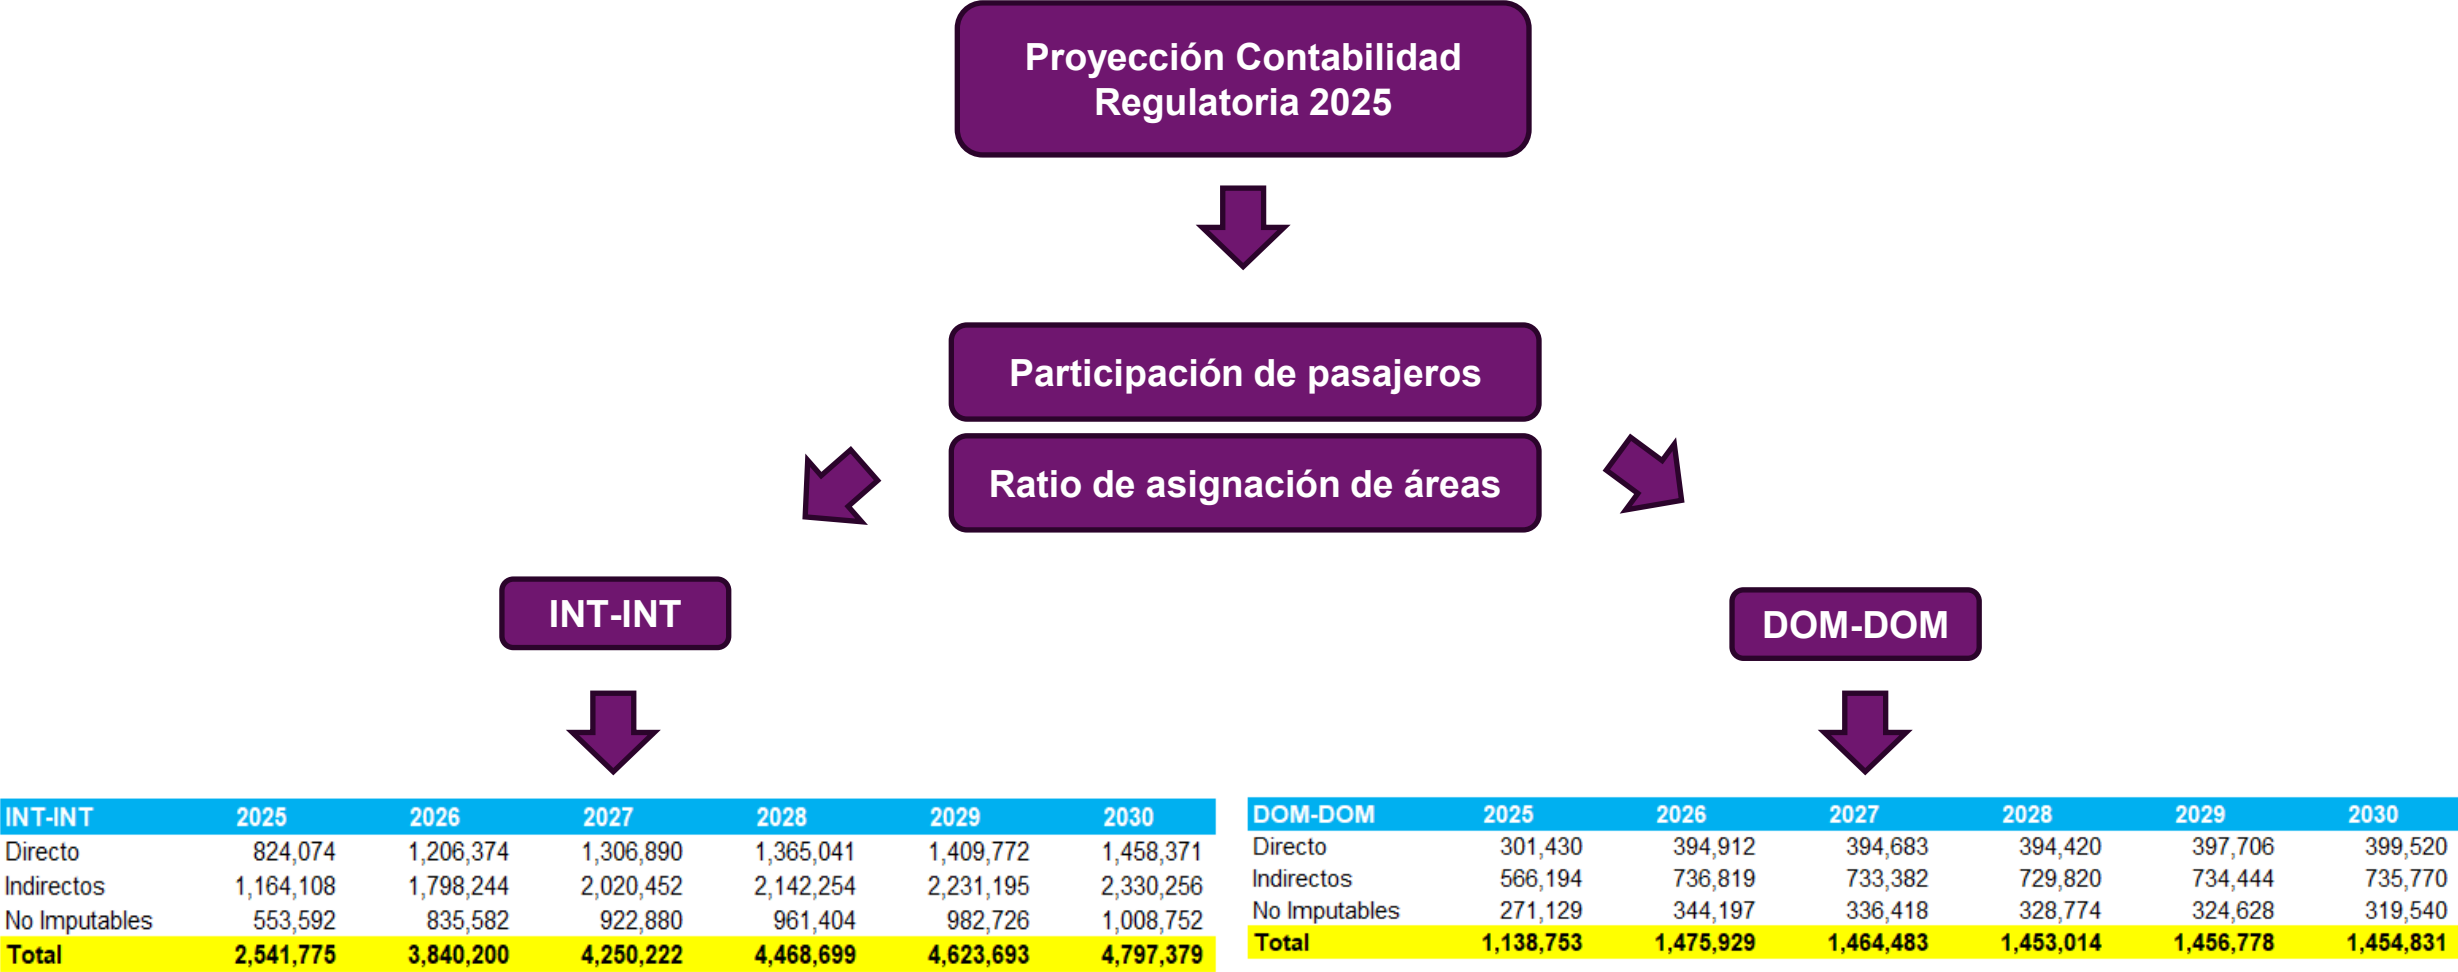 Proyección Contabilidad
Regulatoria 2025
Participación de pasajeros
Ratio de asignación de áreas
INT-INT
DOM-DOM
INT-INT 2025 2026 2027 2028 2029 2030
Directo 824,074 1,206,374 1,306,890 1,365,041 1,409,772 1,458,371
Indirectos 1,164,108 1,798,244 2,020,452 2,142,254 2,231,195 2,330,256
No Imputables 553,592 835,582 922,880 961,404 982,726 1,008,752
Total 2,541,775 3,840,200 4,250,222 4,468,699 4,623,693 4,797,379
DOM-DOM 2025 2026 2027 2028 2029 2030
Directo 301,430 394,912 394,683 394,420 397,706 399,520
Indirectos 566,194 736,819 733,382 729,820 734,444 735,770
No Imputables 271,129 344,197 336,418 328,774 324,628 319,540
Total 1,138,753 1,475,929 1,464,483 1,453,014 1,456,778 1,454,831